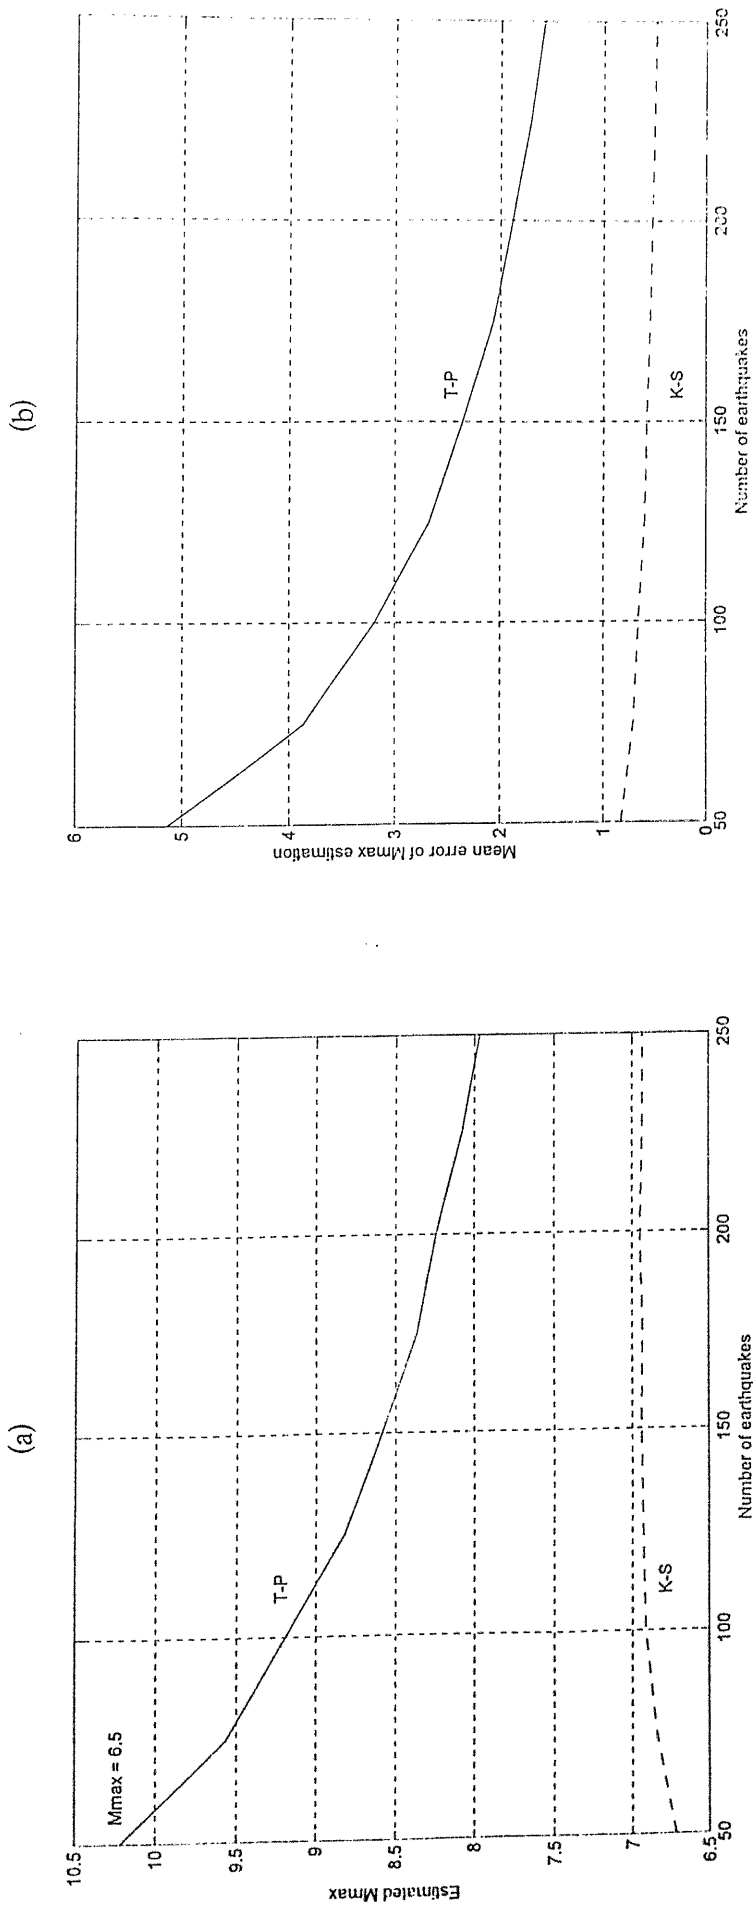 (a)
10.5
10
9.5
9
8.5
8
7.5
7
6.5
Estimated Mmax
Mmax = 6.5
T-P
K-S
50
100
150
200
250
Number of earthquakes
(b)
6
5
4
3
2
1
0
Mean error of Mmax estimation
T-P
K-S
50
100
150
200
250
Number of earthquakes